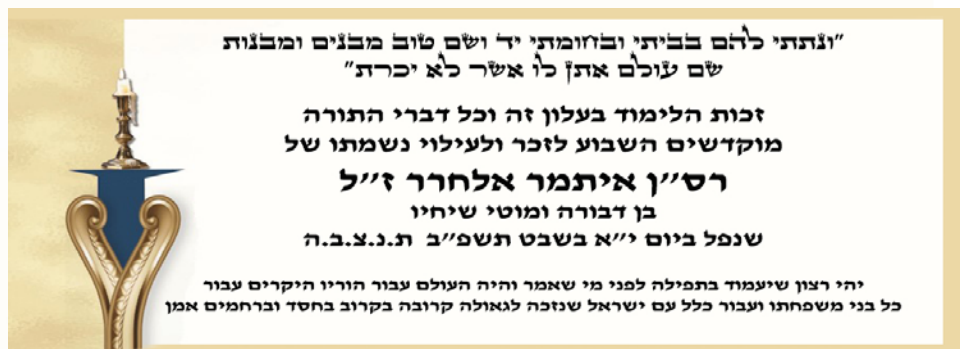 "ונתתי להם בביתי ובחומתי יד ושם טוב מבנים ומבנות
שם עולם אתן לו אשר לא יכרת"
זכות הלימוד בעלון זה וכל דברי התורה
מוקדשים השבוע לזכר ולעילוי נשמתו של
רס"ן איתמר אלחרר ז"ל
בן דבורה ומוטי שיחיו
שנפל ביום י"א בשבט תשפ"ב ת.נ.צ.ב.ה
יהי רצון שיעמוד בתפילה לפני מי שאמר והיה העולם עבור הוריו היקרים עבור
כל בני משפחתו ועבור כלל עם ישראל שנזכה לגאולה קרובה בקרוב בחסד וברחמים אמן